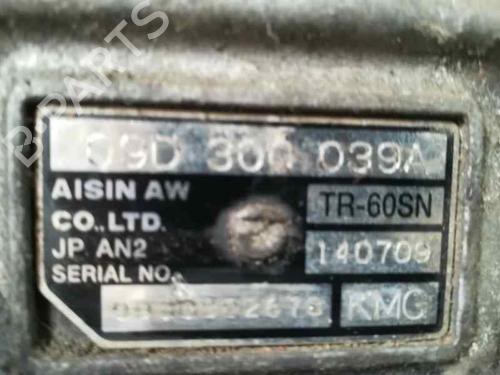 09D 300 039A
AISIN AW
CO.,LTD.
JP AN2
SERIAL NO.
TR-60SN
140709
KMC
B-PARTS